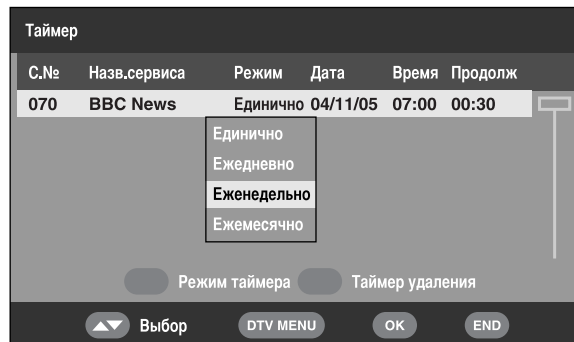 Таймер
С.№ Назв.сервиса Режим Дата Время Продолж
070 BBC News Единично 04/11/05 07:00 00:30
Единично
Ежедневно
Еженедельно
Ежемесячно
Режим таймера Таймер удаления
Выбор DTV MENU OK END